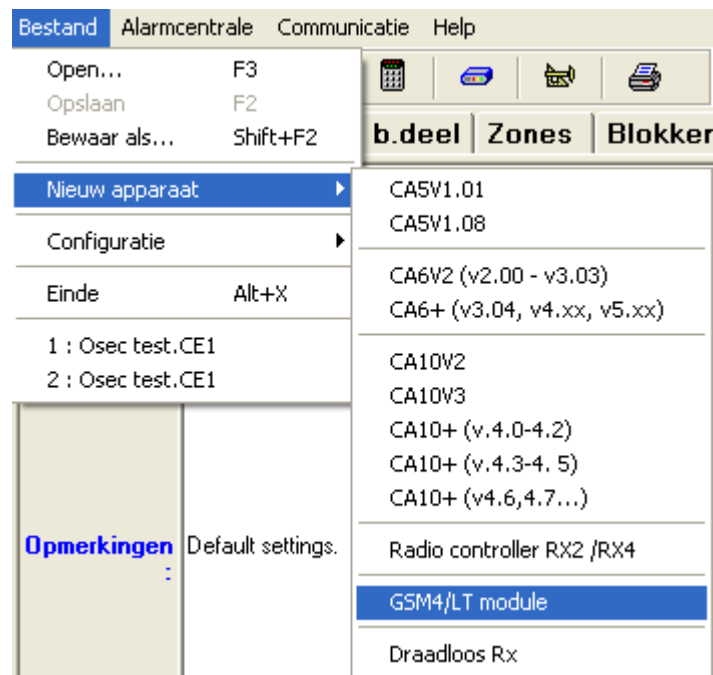 Bestand Alarmcentrale Communicatie Help
Open... F3
Opslaan F2
Bewaar als... Shift+F2
b.deel Zones Blokker
Nieuw apparaat
Configuratie
Einde Alt+X
1 : Osec test.CE1
2 : Osec test.CE1
CA5V1.01
CA5V1.08
CA6V2 (v2.00 - v3.03)
CA6+ (v3.04, v4.xx, v5.xx)
CA10V2
CA10V3
CA10+ (v.4.0-4.2)
CA10+ (v.4.3-4. 5)
CA10+ (v4.6,4.7...)
Radio controller RX2 /RX4
GSM4/LT module
Draadloos Rx
Opmerkingen Default settings.
: